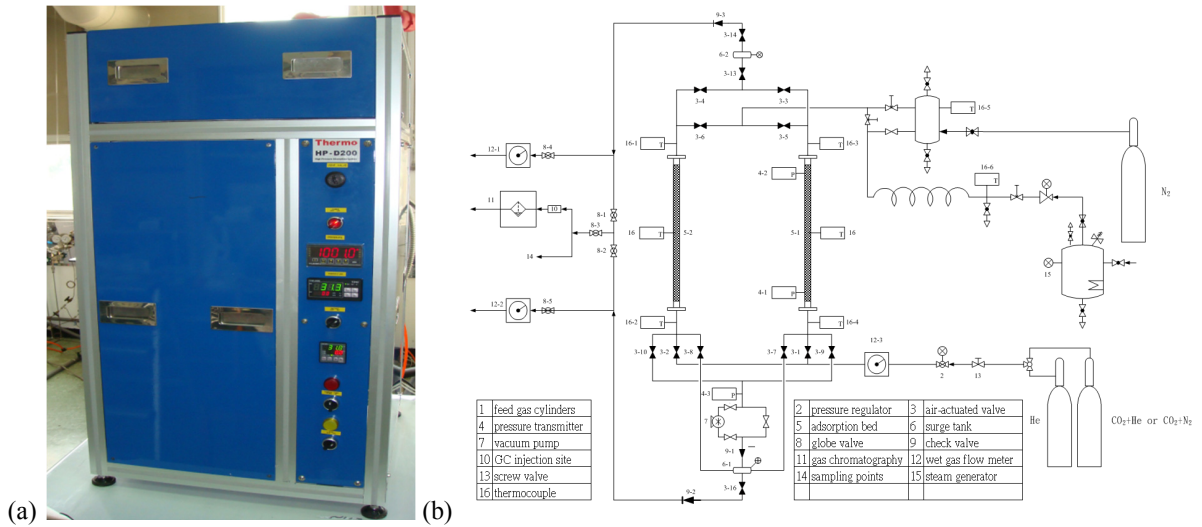 Thermo
HP-D200
1001.01
31.3
(a)
(b)
9-3
3-14
6-2
3-13
3-4
3-3
3-6
3-5
16-1
T
16-3
T
16-5
T
12-1
8-4
4-2
P
16-6
T
N2
11
10
8-1
8-3
8-2
14
16
T
5-2
5-1
16
T
15
12-2
8-5
4-1
P
16-2
T
16-4
T
3-10
3-2
3-8
3-7
3-1
3-9
12-3
2
13
4-3
P
7
9-1
6-1
3-16
9-2
He
CO2+He or CO2+N2
1 feed gas cylinders
4 pressure transmitter
7 vacuum pump
10 GC injection site
13 screw valve
16 thermocouple
2 pressure regulator 3 air-actuated valve
5 adsorption bed 6 surge tank
8 globe valve 9 check valve
11 gas chromatography 12 wet gas flow meter
14 sampling points 15 steam generator